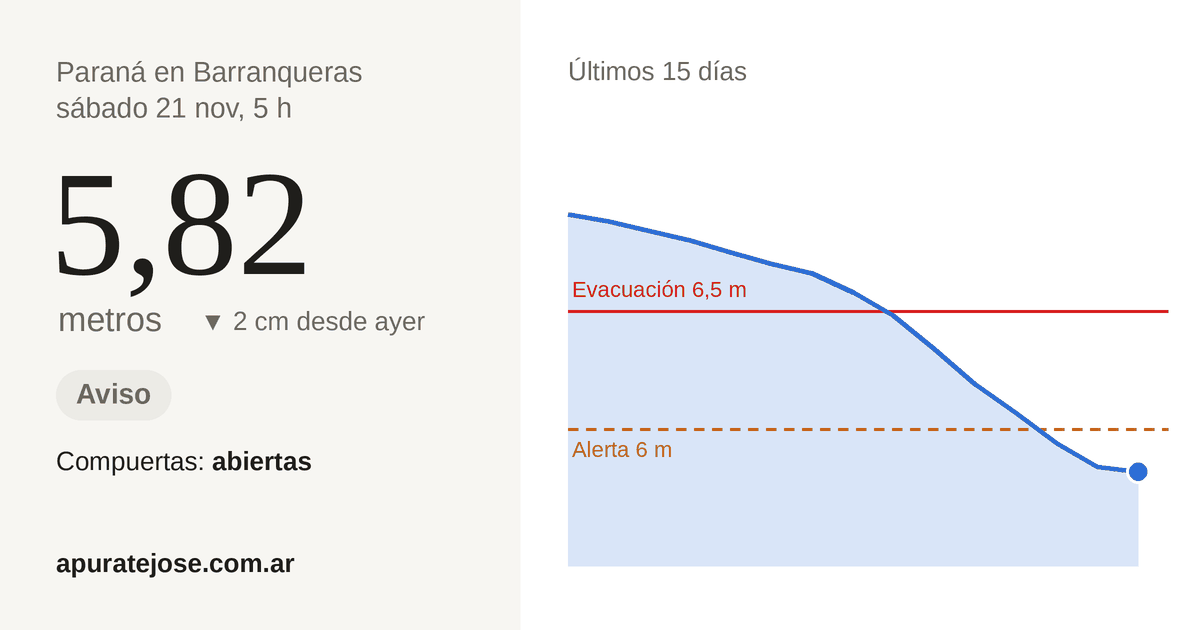 Paraná en Barranqueras
sábado 21 nov, 5 h
5,82
metros ▼ 2 cm desde ayer
Aviso
Compuertas: abiertas
apuratejose.com.ar
Últimos 15 días
Evacuación 6,5 m
Alerta 6 m